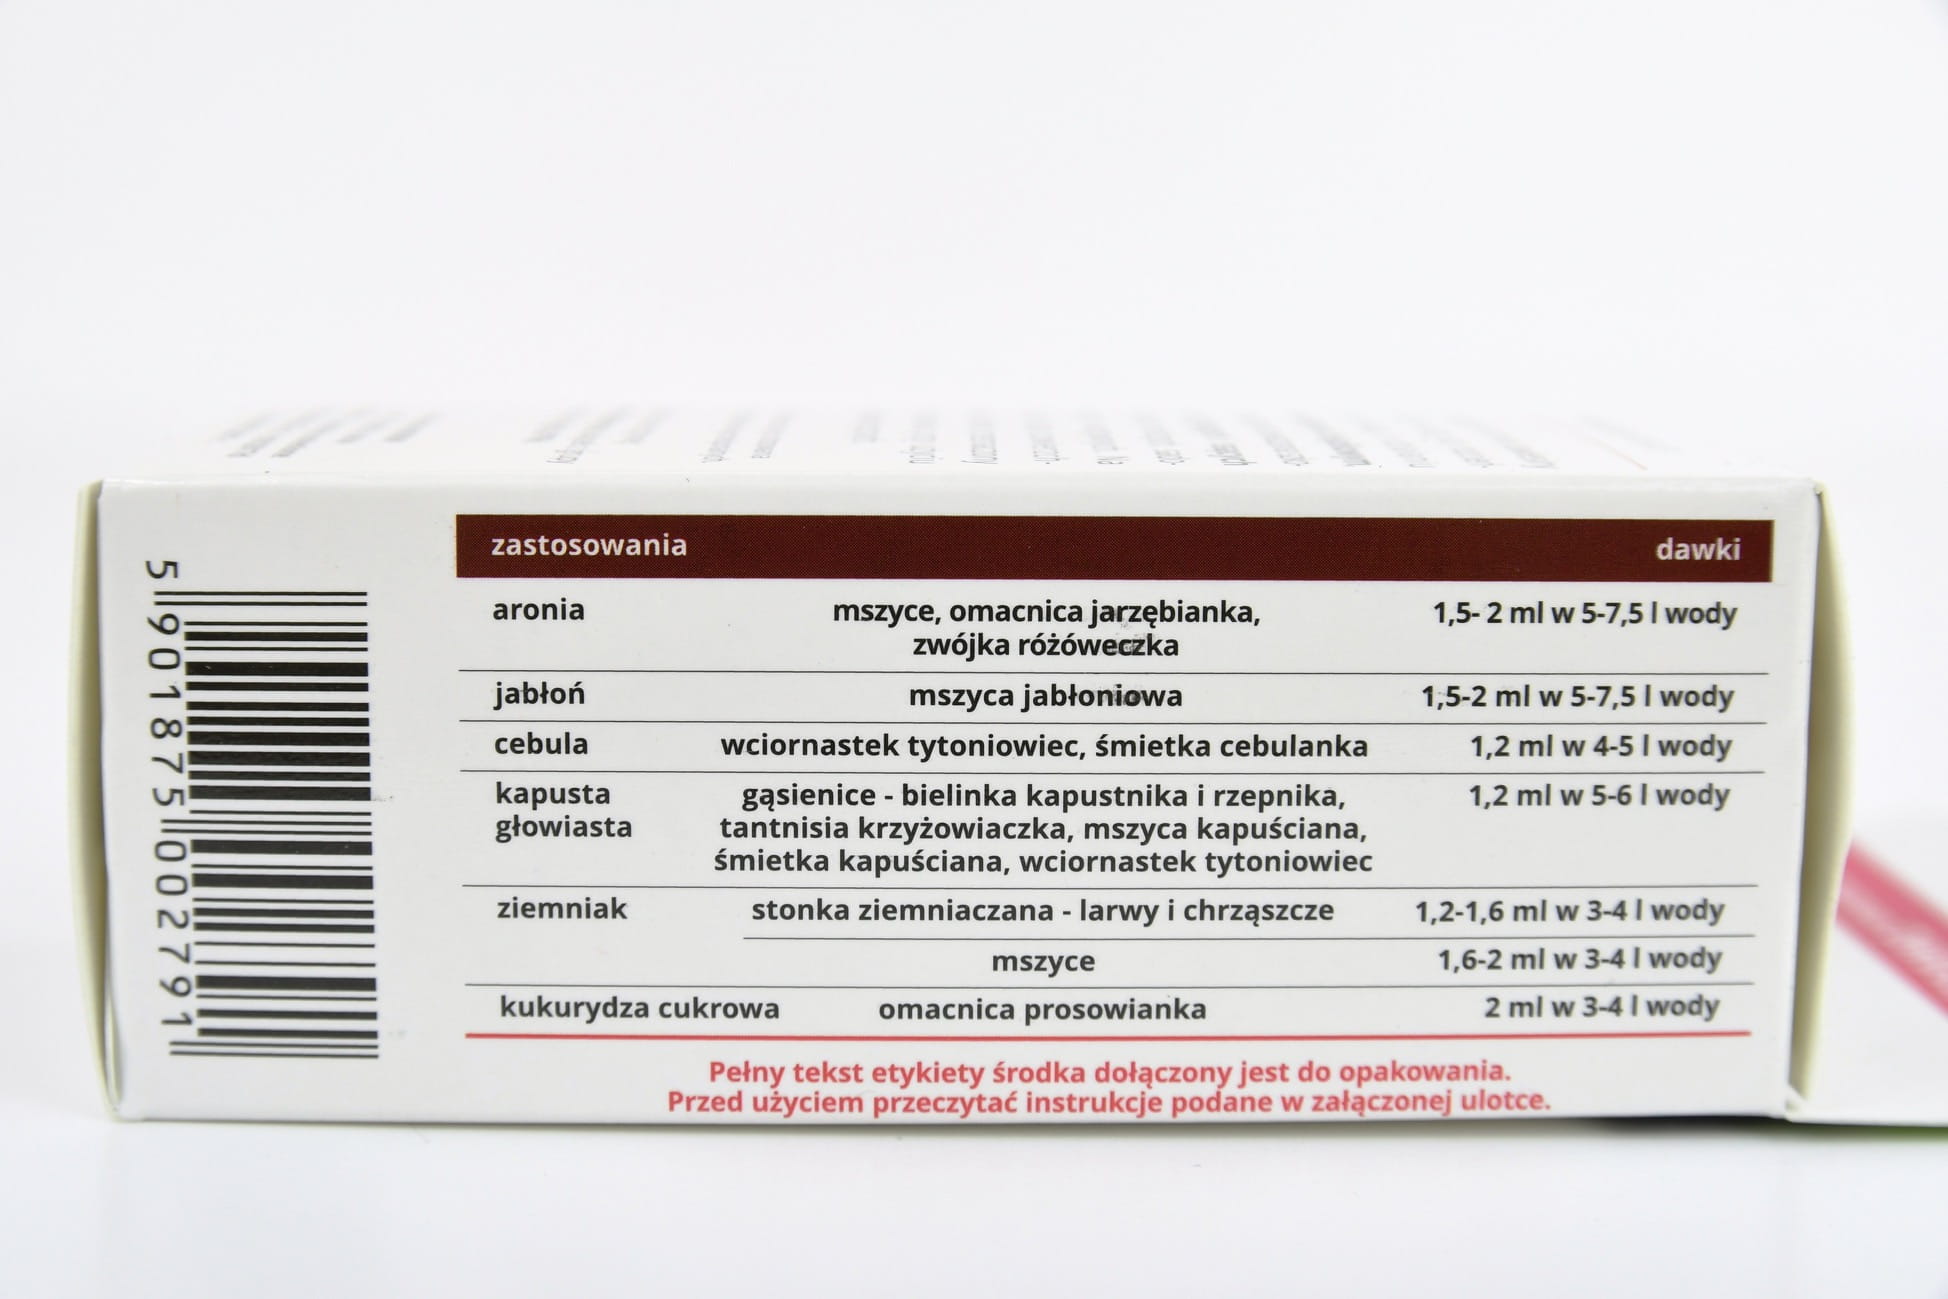 zastosowania dawki
aronia mszyce, omacnica jarzębianka, 1,5- 2 ml w 5-7,5 l wody
zwójka różóweczka
jabłoń mszyca jabłoniowa 1,5-2 ml w 5-7,5 l wody
cebula wciornastek tytoniowiec, śmietka cebulanka 1,2 ml w 4-5 l wody
kapusta gąsienice - bielinka kapustnika i rzepnika, 1,2 ml w 5-6 l wody
głowiasta tantnisia krzyżowiaczka, mszyca kapuściana,
śmietka kapuściana, wciornastek tytoniowiec
ziemniak stonka ziemniaczana - larwy i chrząszcze 1,2-1,6 ml w 3-4 l wody
mszyce 1,6-2 ml w 3-4 l wody
kukurydza cukrowa omacnica prosowianka 2 ml w 3-4 l wody
Pełny tekst etykiety środka dołączony jest do opakowania.
Przed użyciem przeczytać instrukcje podane w załączonej ulotce.
5 901875 002791